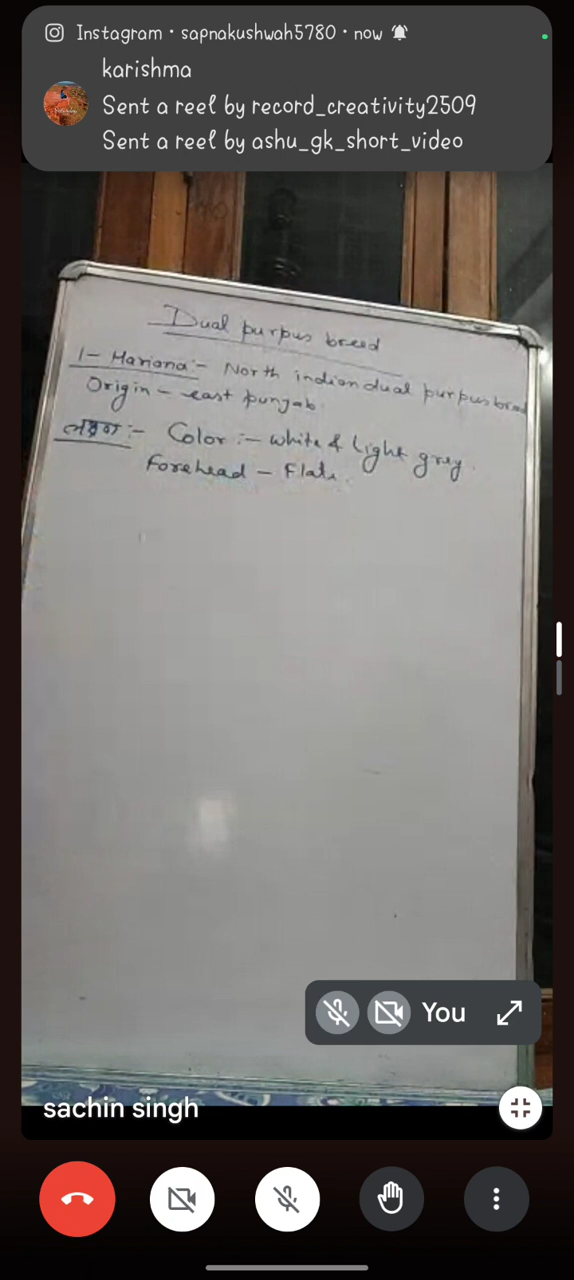 Instagram • sapnakushwah5780 • now
karishma
Sent a reel by record_creativity2509
Sent a reel by ashu_gk_short_video
Dual purpus breed
1- Hariana:- North indian dual purpus bread
Origin - east punjab.
लक्षण :- Color :- white & Light grey.
Forehead - Flat.
You
sachin singh